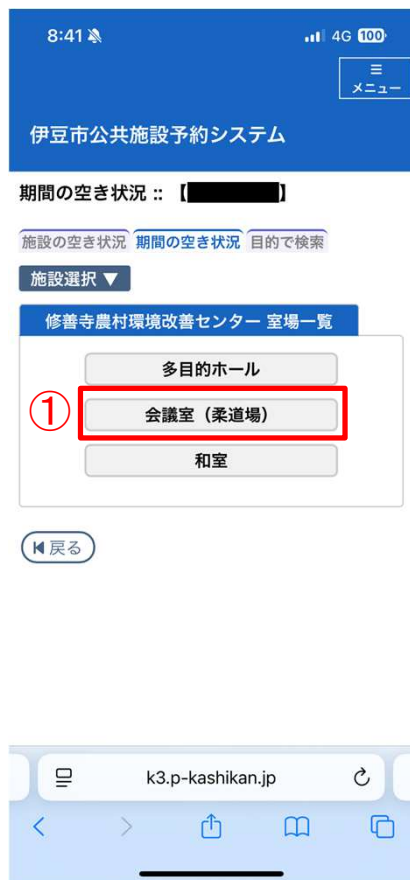 8:41 4G 100
≡
メニュー
伊豆市公共施設予約システム
期間の空き状況 :: 【 】
施設の空き状況 期間の空き状況 目的で検索
施設選択 ▼
修善寺農村環境改善センター 室場一覧
多目的ホール
① 会議室（柔道場）
和室
戻る
k3.p-kashikan.jp